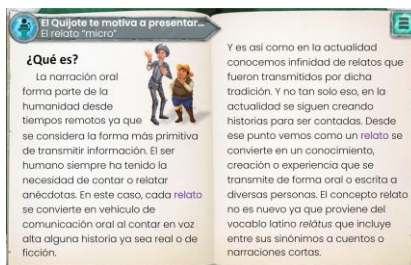 El Quijote te motiva a presentar...
El relato "micro"
¿Qué es?
La narración oral
forma parte de la
humanidad desde
tiempos remotos ya que
se considera la forma más primitiva
de transmitir información. El ser
humano siempre ha tenido la
necesidad de contar o relatar
anécdotas. En este caso, cada relato
se convierte en vehículo de
comunicación oral al contar en voz
alta alguna historia ya sea real o de
ficción.
Y es así como en la actualidad
conocemos infinidad de relatos que
fueron transmitidos por dicha
tradición. Y no tan solo eso, en la
actualidad se siguen creando
historias para ser contadas. Desde
ese punto vemos como un relato se
convierte en un conocimiento,
creación o experiencia que se
transmite de forma oral o escrita a
diversas personas. El concepto relato
no es nuevo ya que proviene del
vocablo latino relātus que incluye
entre sus sinónimos a cuentos o
narraciones cortas.